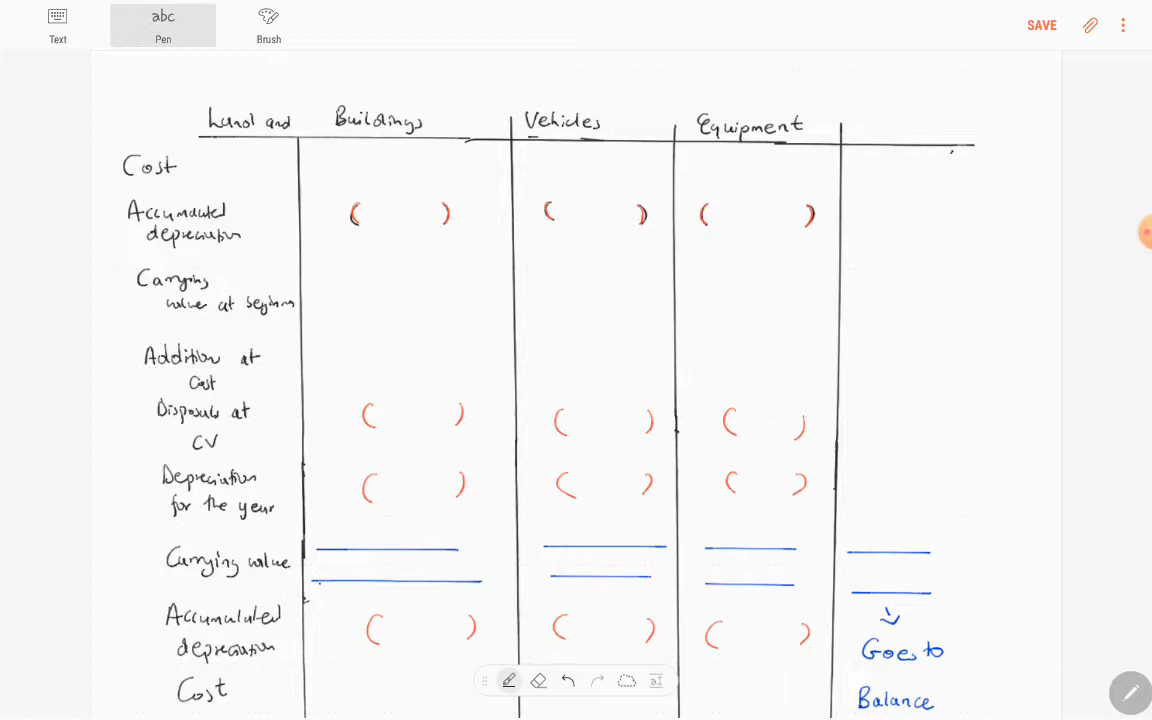 abc
Text
Pen
Brush
SAVE
Land and Buildings Vehicles Equipment
Cost
Accumulated
depreciation
( ) ( ) ( )
Carrying
value at begin
Addition at
Cost
Disposals at
CV
( ) ( ) ( )
Depreciation
for the year
( ) ( ) ( )
Carrying value
Accumulated
depreciation
( ) ( ) ( )
Goes to
Cost
Balance